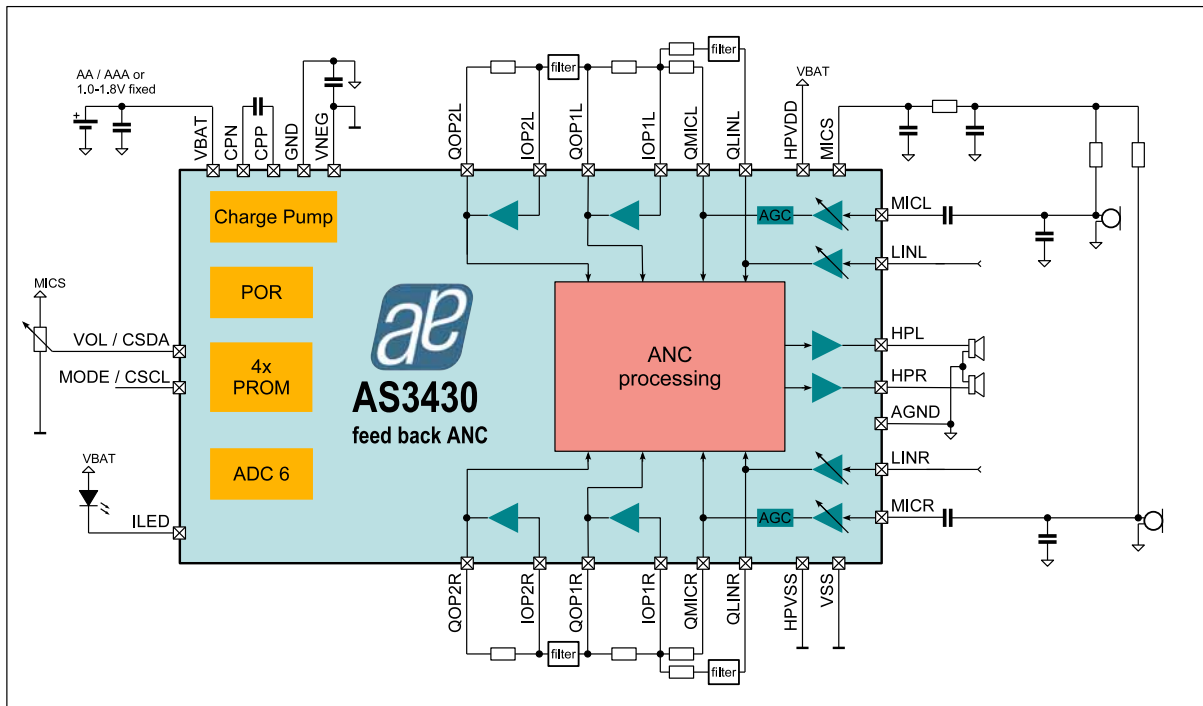 AA / AAA or
1.0-1.8V fixed
VBAT
CPN
CPP
GND
VNEG
QOP2L
IOP2L
QOP1L
IOP1L
QMICL
QLINL
HPVDD
MICS
filter
filter
VBAT
Charge Pump
POR
4x
PROM
ADC 6
AS3430
feed back ANC
ANC
processing
AGC
AGC
MICS
VOL / CSDA
MODE / CSCL
VBAT
ILED
MICL
LINL
HPL
HPR
AGND
LINR
MICR
QOP2R
IOP2R
QOP1R
IOP1R
QMICR
QLINR
HPVSS
VSS
filter
filter